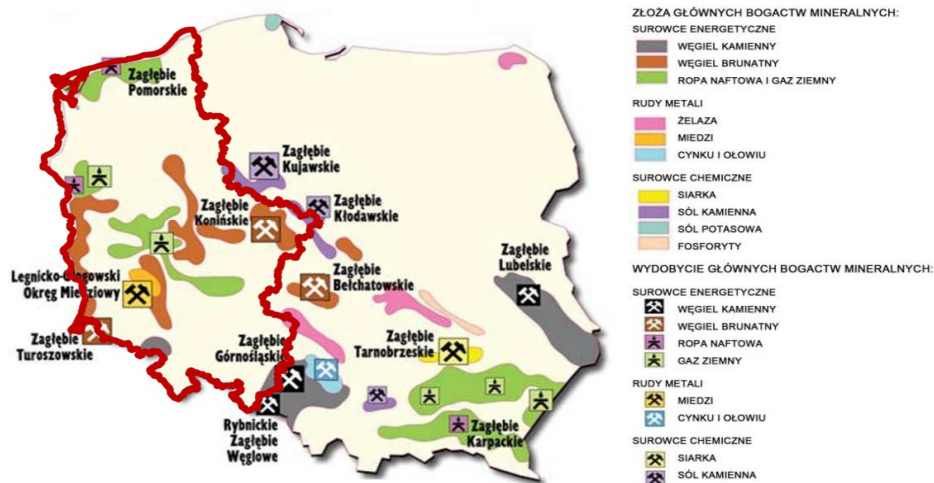 Zagłębie
Pomorskie
Zagłębie
Kujawskie
Zagłębie
Konińskie
Zagłębie
Kłodawskie
Legnicko-Głogowski
Okręg Miedziowy
Zagłębie
Bełchatowskie
Zagłębie
Lubelskie
Zagłębie
Turoszowskie
Zagłębie
Górnośląskie
Zagłębie
Tarnobrzeskie
Rybnickie
Zagłębie
Węglowe
Zagłębie
Karpackie
ZŁOŻA GŁÓWNYCH BOGACTW MINERALNYCH:
SUROWCE ENERGETYCZNE
WĘGIEL KAMIENNY
WĘGIEL BRUNATNY
ROPA NAFTOWA I GAZ ZIEMNY
RUDY METALI
ŻELAZA
MIEDZI
CYNKU I OŁOWIU
SUROWCE CHEMICZNE
SIARKA
SÓL KAMIENNA
SÓL POTASOWA
FOSFORYTY
WYDOBYCIE GŁÓWNYCH BOGACTW MINERALNYCH:
SUROWCE ENERGETYCZNE
WĘGIEL KAMIENNY
WĘGIEL BRUNATNY
ROPA NAFTOWA
GAZ ZIEMNY
RUDY METALI
MIEDZI
CYNKU I OŁOWIU
SUROWCE CHEMICZNE
SIARKA
SÓL KAMIENNA